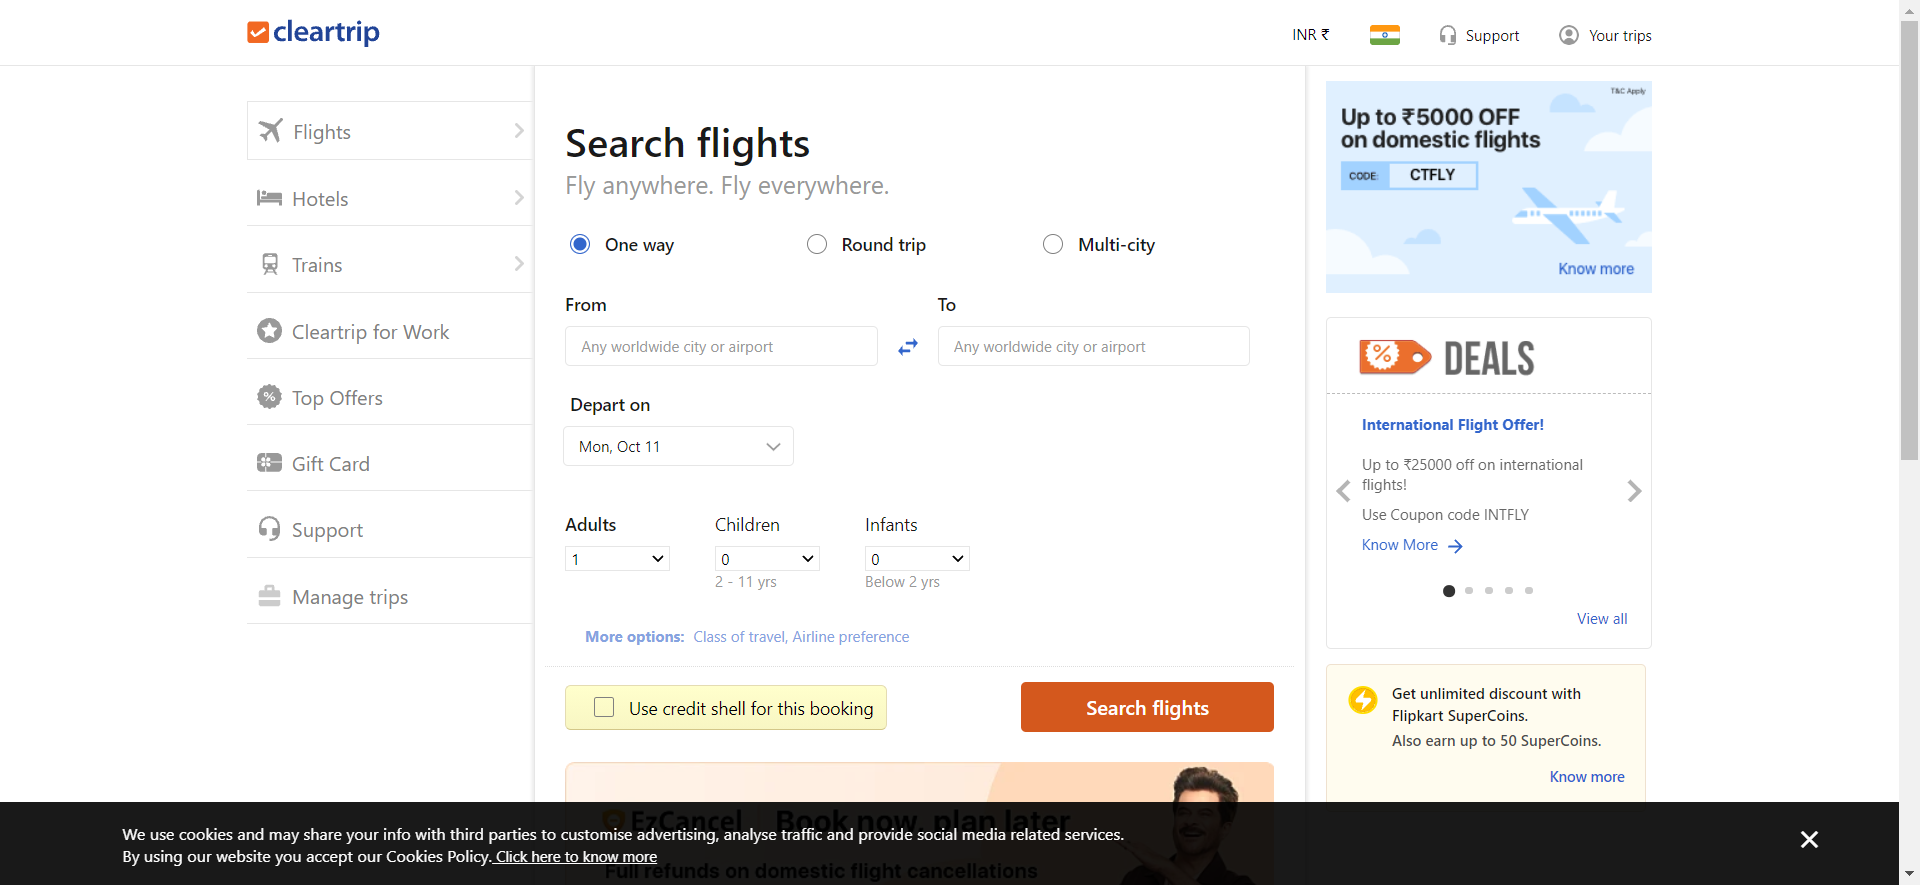 cleartrip
INR ₹
Support
Your trips
Flights
Hotels
Trains
Cleartrip for Work
Top Offers
Gift Card
Support
Manage trips
Search flights
Fly anywhere. Fly everywhere.
One way
Round trip
Multi-city
From
To
Any worldwide city or airport
Any worldwide city or airport
Depart on
Mon, Oct 11
Adults
Children
Infants
1
0
0
2 - 11 yrs
Below 2 yrs
More options: Class of travel, Airline preference
Use credit shell for this booking
Search flights
EzCancel Book now, plan later
Full refunds on domestic flight cancellations
T&C Apply
Up to ₹5000 OFF
on domestic flights
CODE: CTFLY
Know more
% DEALS
International Flight Offer!
Up to ₹25000 off on international
flights!
Use Coupon code INTFLY
Know More
View all
Get unlimited discount with
Flipkart SuperCoins.
Also earn up to 50 SuperCoins.
Know more
We use cookies and may share your info with third parties to customise advertising, analyse traffic and provide social media related services.
By using our website you accept our Cookies Policy. Click here to know more